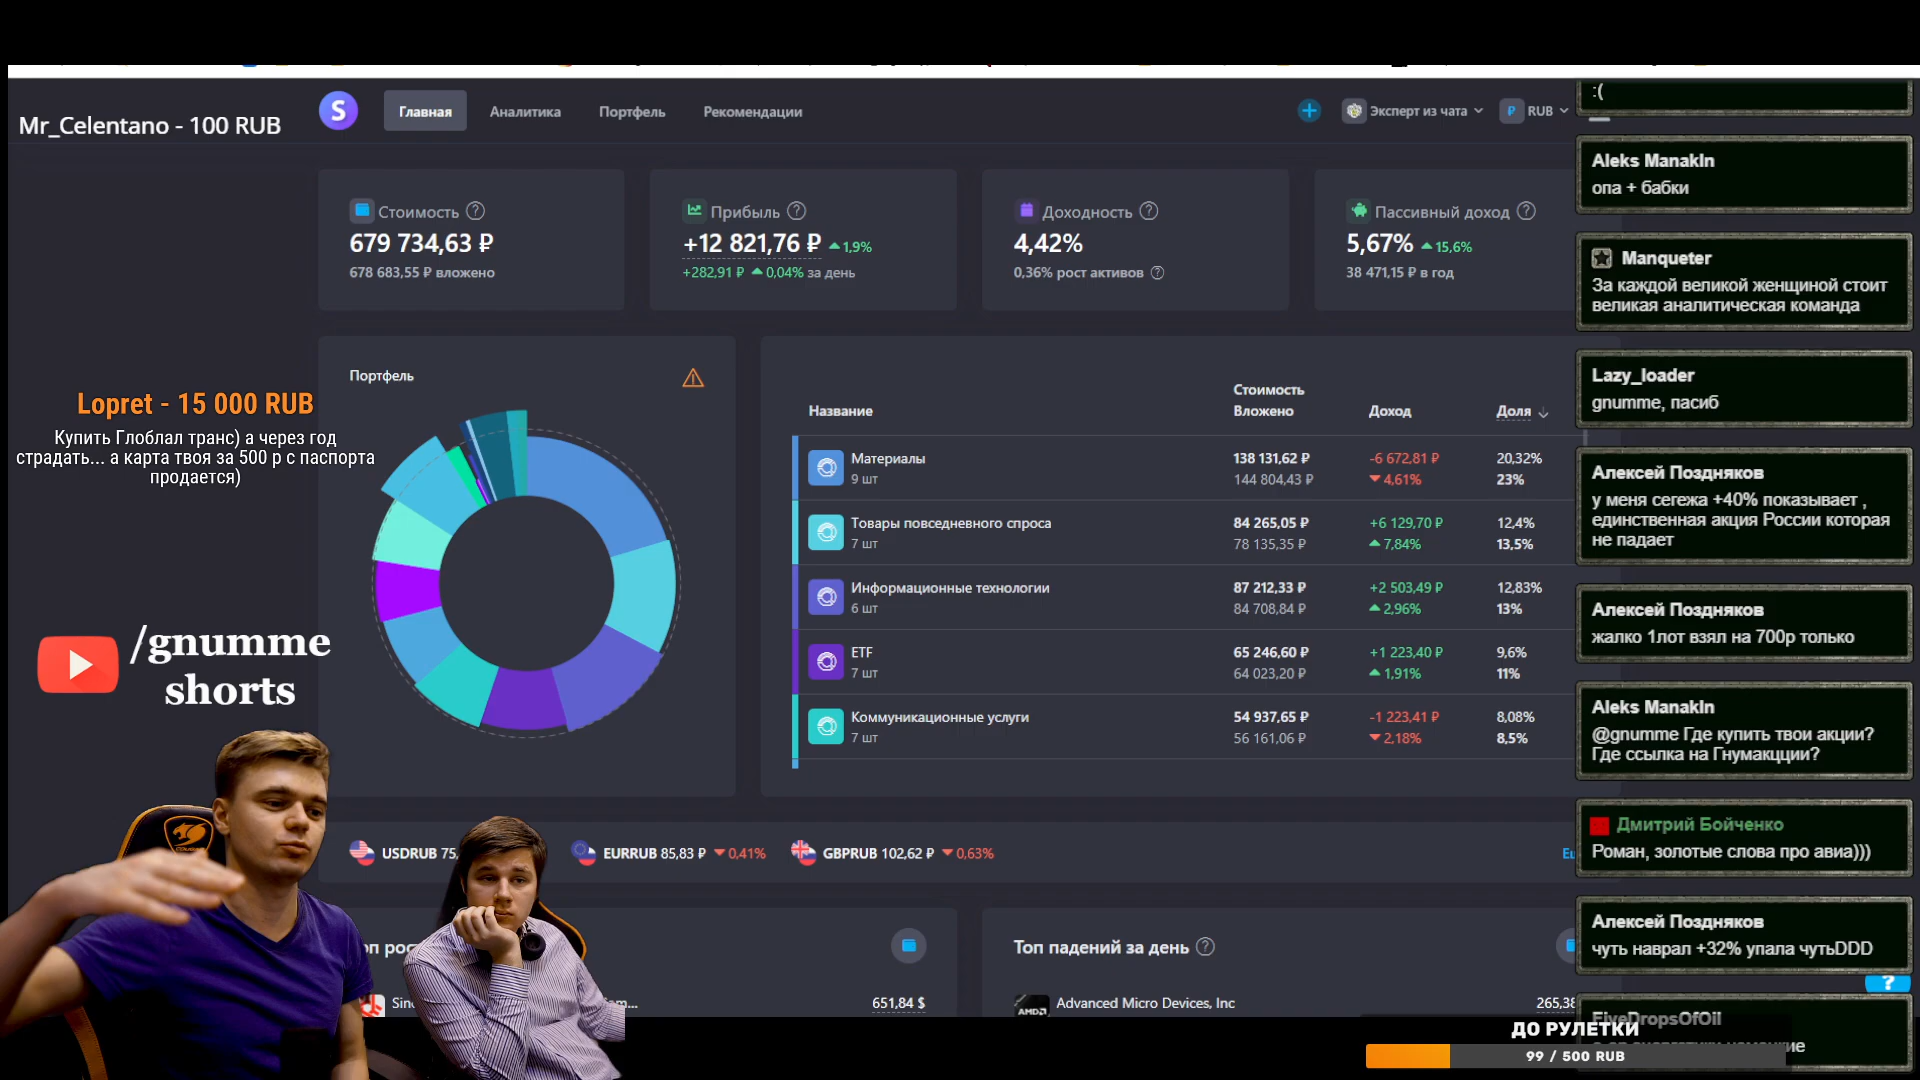 Mr_Celentano - 100 RUB
S
Главная
Аналитика
Портфель
Рекомендации
Эксперт из чата
₽ RUB
Стоимость ?
679 734,63 ₽
678 683,55 ₽ вложено
Прибыль ?
+12 821,76 ₽ 1,9%
+282,91 ₽ 0,04% за день
Доходность ?
4,42%
0,36% рост активов ?
Пассивный доход ?
5,67% 15,6%
38 471,15 ₽ в год
Lopret - 15 000 RUB
Купить Глоблал транс) а через год
страдать... а карта твоя за 500 р с паспорта
продается)
Портфель
Название
Стоимость
Вложено
Доход
Доля
Материалы
9 шт
138 131,62 ₽
144 804,43 ₽
-6 672,81 ₽
4,61%
20,32%
23%
Товары повседневного спроса
7 шт
84 265,05 ₽
78 135,35 ₽
+6 129,70 ₽
7,84%
12,4%
13,5%
Информационные технологии
6 шт
87 212,33 ₽
84 708,84 ₽
+2 503,49 ₽
2,96%
12,83%
13%
ETF
7 шт
65 246,60 ₽
64 023,20 ₽
+1 223,40 ₽
1,91%
9,6%
11%
Коммуникационные услуги
7 шт
54 937,65 ₽
56 161,06 ₽
-1 223,41 ₽
2,18%
8,08%
8,5%
/gnumme
shorts
USDRUB 75,
EURRUB 85,83 ₽ 0,41%
GBPRUB 102,62 ₽ 0,63%
651,84 $
Топ падений за день ?
AMD
Advanced Micro Devices, Inc
265,38
:(
Aleks ManakIn
опа + бабки
Manqueter
За каждой великой женщиной стоит
великая аналитическая команда
Lazy_loader
gnumme, пасиб
Алексей Поздняков
у меня сегежа +40% показывает ,
единственная акция России которая
не падает
Алексей Поздняков
жалко 1лот взял на 700р только
Aleks ManakIn
@gnumme Где купить твои акции?
Где ссылка на Гнумакцции?
Дмитрий Бойченко
Роман, золотые слова про авиа)))
Алексей Поздняков
чуть наврал +32% упала чутьDDD
?
FiveDropsOfOil
ДО РУЛЕТКИ
99 / 500 RUB